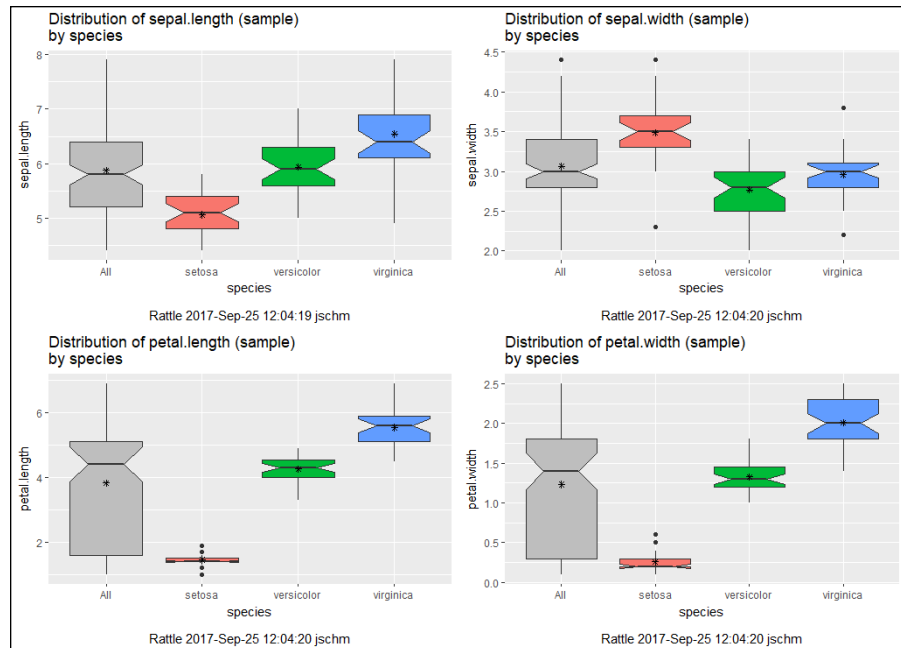 Distribution of sepal.length (sample)
by species
8
7
6
5
sepal.length
All setosa versicolor virginica
species
Rattle 2017-Sep-25 12:04:19 jschm
Distribution of sepal.width (sample)
by species
4.5
4.0
3.5
3.0
2.5
2.0
sepal.width
All setosa versicolor virginica
species
Rattle 2017-Sep-25 12:04:20 jschm
Distribution of petal.length (sample)
by species
6
4
2
petal.length
All setosa versicolor virginica
species
Rattle 2017-Sep-25 12:04:20 jschm
Distribution of petal.width (sample)
by species
2.5
2.0
1.5
1.0
0.5
0.0
petal.width
All setosa versicolor virginica
species
Rattle 2017-Sep-25 12:04:20 jschm